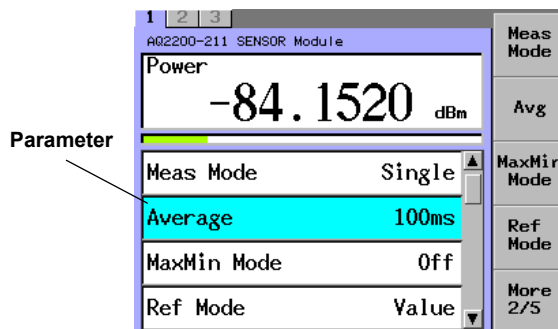 1 2 3
AQ2200-211 SENSOR Module
Power
-84.1520 dBm
Parameter
Meas Mode Single
Average 100ms
MaxMin Mode Off
Ref Mode Value
Meas
Mode
Avg
MaxMin
Mode
Ref
Mode
More
2/5